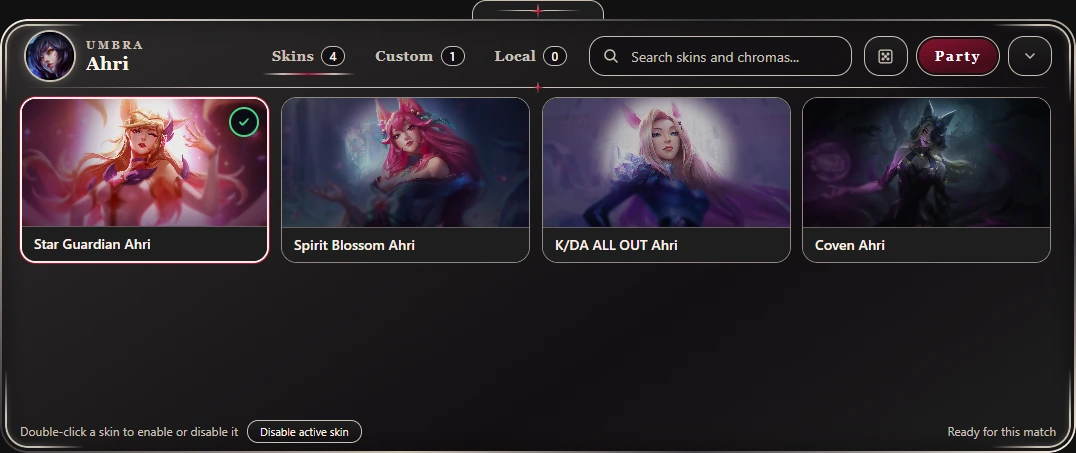 UMBRA
Ahri
Skins 4
Custom 1
Local 0
Search skins and chromas...
Party
Star Guardian Ahri
Spirit Blossom Ahri
K/DA ALL OUT Ahri
Coven Ahri
Double-click a skin to enable or disable it
Disable active skin
Ready for this match